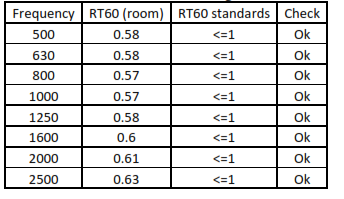 Frequency RT60 (room) RT60 standards Check
500 0.58 <=1 Ok
630 0.58 <=1 Ok
800 0.57 <=1 Ok
1000 0.57 <=1 Ok
1250 0.58 <=1 Ok
1600 0.6 <=1 Ok
2000 0.61 <=1 Ok
2500 0.63 <=1 Ok